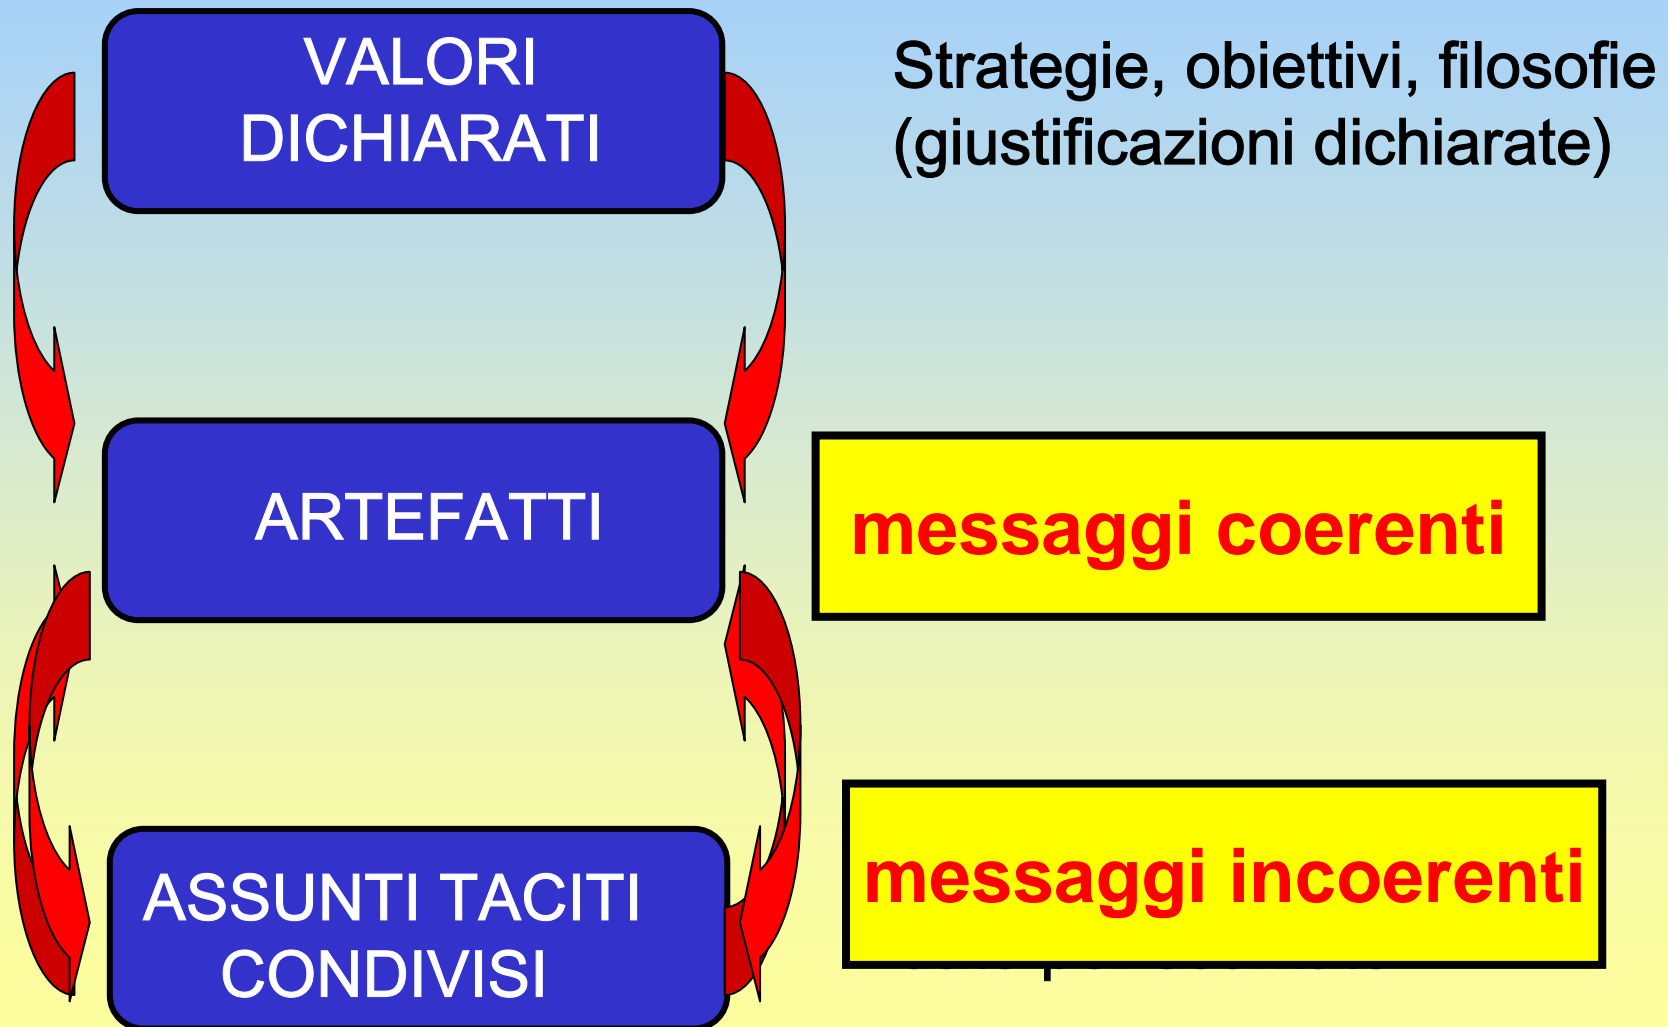 VALORI
DICHIARATI
Strategie, obiettivi, filosofie
(giustificazioni dichiarate)
ARTEFATTI
messaggi coerenti
ASSUNTI TACITI
CONDIVISI
messaggi incoerenti